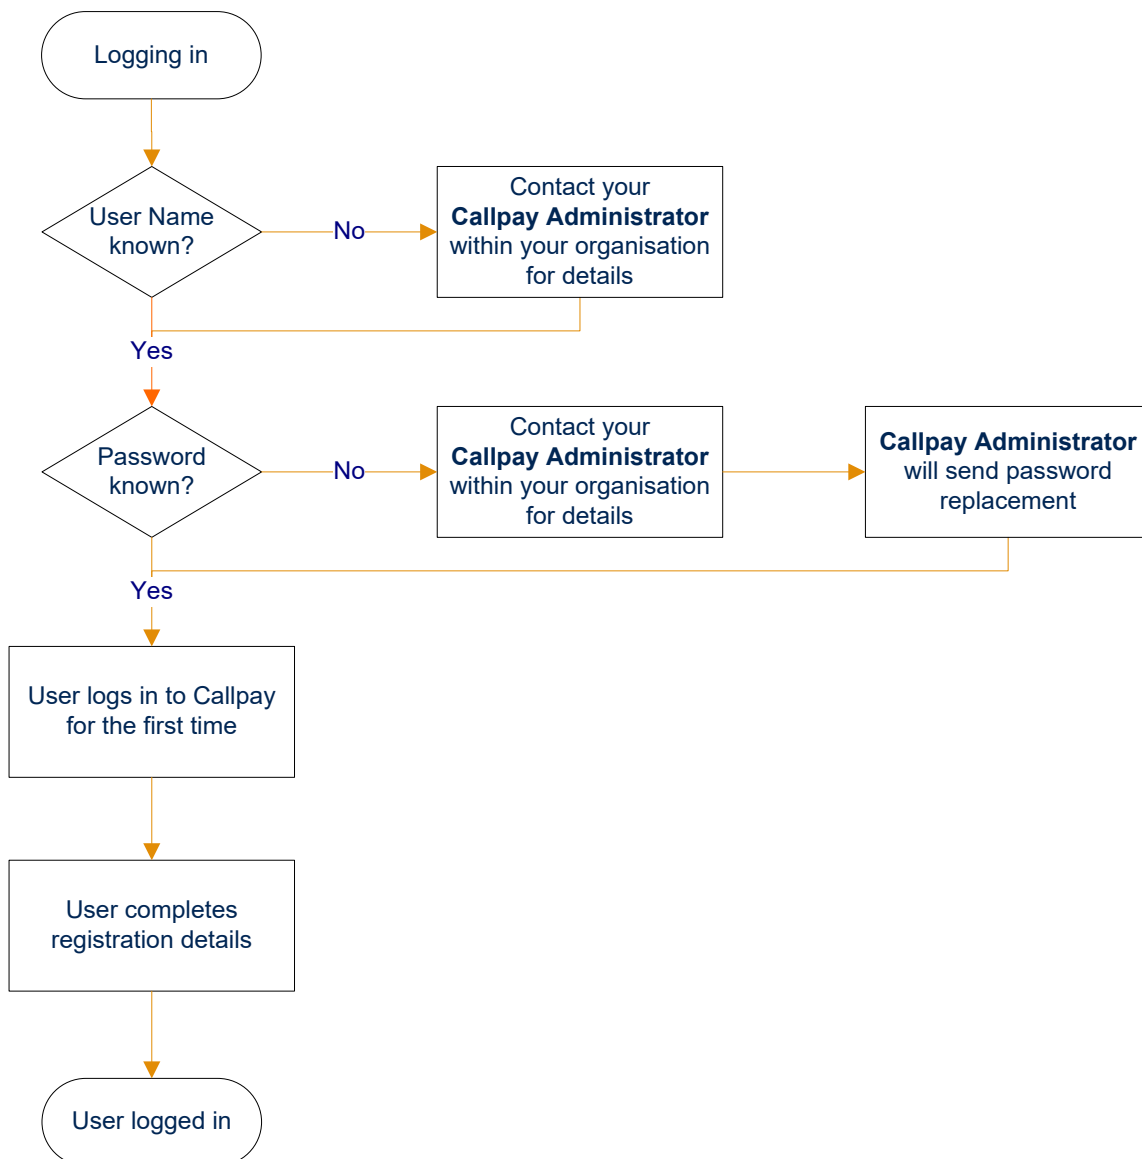 Logging in
User Name
known?
No
Contact your
Callpay Administrator
within your organisation
for details
Yes
Password
known?
No
Contact your
Callpay Administrator
within your organisation
for details
Callpay Administrator
will send password
replacement
Yes
User logs in to Callpay
for the first time
User completes
registration details
User logged in